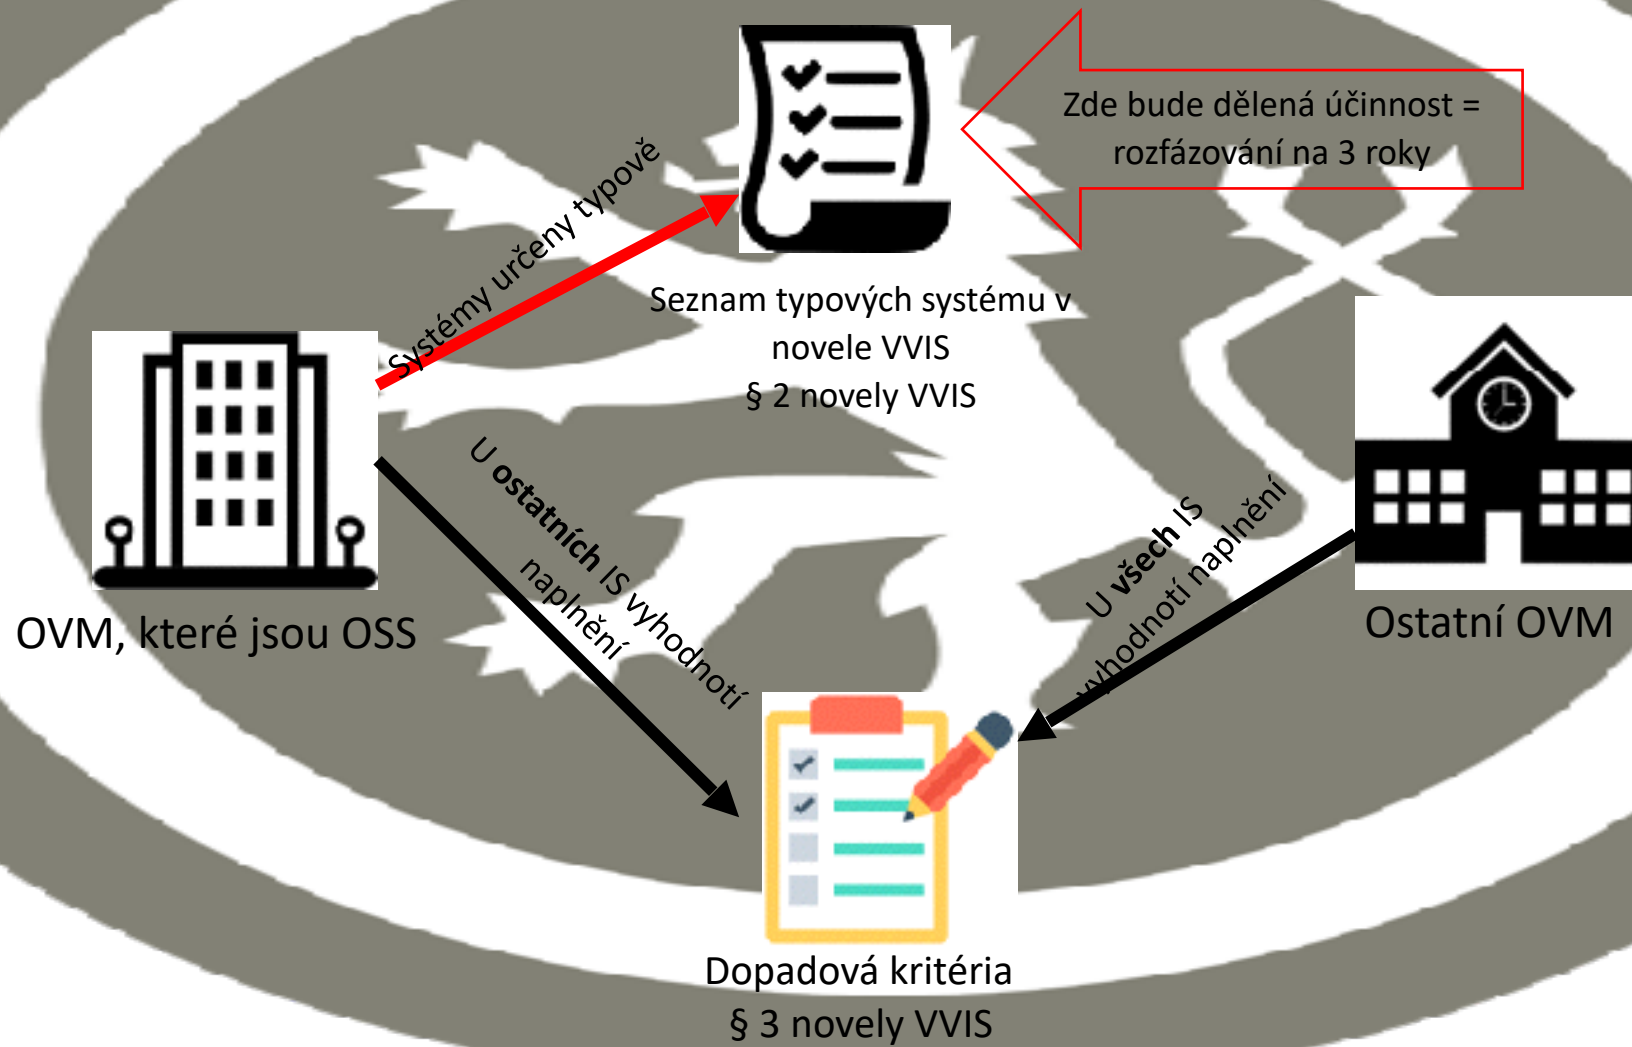 Zde bude dělená účinnost =
rozfázování na 3 roky
Systémy určeny typově
Seznam typových systému v
novele VVIS
§ 2 novely VVIS
U ostatních IS vyhodnotí
naplnění
U všech IS
vyhodnotí naplnění
OVM, které jsou OSS
Ostatní OVM
Dopadová kritéria
§ 3 novely VVIS